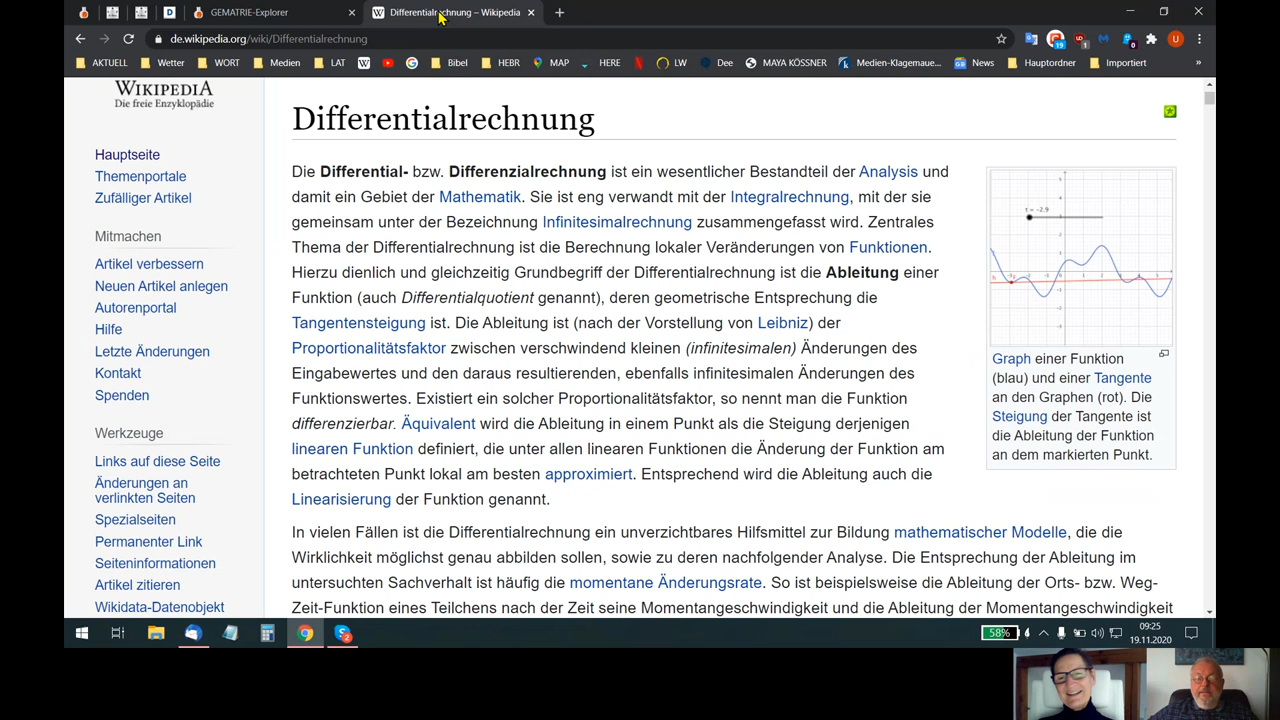 GEMATRIE-Explorer
Differentialrechnung – Wikipedia
de.wikipedia.org/wiki/Differentialrechnung
AKTUELL Wetter WORT Medien LAT Bibel HEBR MAP HERE LW Dee MAYA KÖSSNER Medien-Klagemaue... News Hauptordner Importiert
WIKIPEDIA
Die freie Enzyklopädie
Hauptseite
Themenportale
Zufälliger Artikel
Mitmachen
Artikel verbessern
Neuen Artikel anlegen
Autorenportal
Hilfe
Letzte Änderungen
Kontakt
Spenden
Werkzeuge
Links auf diese Seite
Änderungen an
verlinkten Seiten
Spezialseiten
Permanenter Link
Seiteninformationen
Artikel zitieren
Wikidata-Datenobjekt
Differentialrechnung
Die Differential- bzw. Differenzialrechnung ist ein wesentlicher Bestandteil der Analysis und
damit ein Gebiet der Mathematik. Sie ist eng verwandt mit der Integralrechnung, mit der sie
gemeinsam unter der Bezeichnung Infinitesimalrechnung zusammengefasst wird. Zentrales
Thema der Differentialrechnung ist die Berechnung lokaler Veränderungen von Funktionen.
Hierzu dienlich und gleichzeitig Grundbegriff der Differentialrechnung ist die Ableitung einer
Funktion (auch Differentialquotient genannt), deren geometrische Entsprechung die
Tangentensteigung ist. Die Ableitung ist (nach der Vorstellung von Leibniz) der
Proportionalitätsfaktor zwischen verschwindend kleinen (infinitesimalen) Änderungen des
Eingabewertes und den daraus resultierenden, ebenfalls infinitesimalen Änderungen des
Funktionswertes. Existiert ein solcher Proportionalitätsfaktor, so nennt man die Funktion
differenzierbar. Äquivalent wird die Ableitung in einem Punkt als die Steigung derjenigen
linearen Funktion definiert, die unter allen linearen Funktionen die Änderung der Funktion am
betrachteten Punkt lokal am besten approximiert. Entsprechend wird die Ableitung auch die
Linearisierung der Funktion genannt.
In vielen Fällen ist die Differentialrechnung ein unverzichtbares Hilfsmittel zur Bildung mathematischer Modelle, die die
Wirklichkeit möglichst genau abbilden sollen, sowie zu deren nachfolgender Analyse. Die Entsprechung der Ableitung im
untersuchten Sachverhalt ist häufig die momentane Änderungsrate. So ist beispielsweise die Ableitung der Orts- bzw. Weg-
Zeit-Funktion eines Teilchens nach der Zeit seine Momentangeschwindigkeit und die Ableitung der Momentangeschwindigkeit
Graph einer Funktion
(blau) und einer Tangente
an den Graphen (rot). Die
Steigung der Tangente ist
die Ableitung der Funktion
an dem markierten Punkt.
58%
09:25
19.11.2020